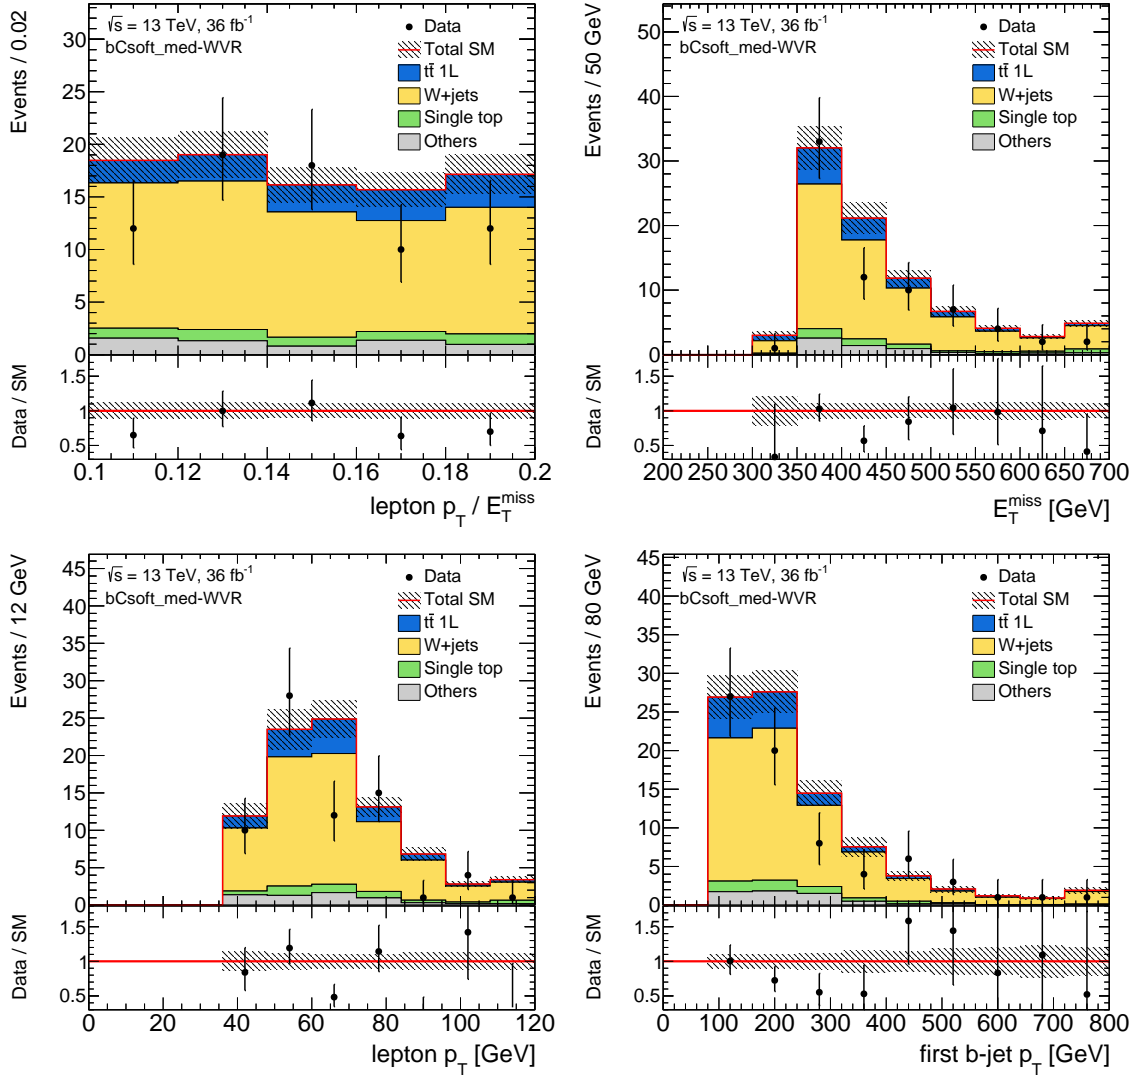 Events / 0.02
√s = 13 TeV, 36 fb⁻¹
bCsoft_med-WVR
Data
Total SM
tt̄ 1L
W+jets
Single top
Others
30
25
20
15
10
5
0
Data / SM
1.5
1
0.5
0.1 0.12 0.14 0.16 0.18 0.2
lepton p_T / E_T^miss
Events / 50 GeV
√s = 13 TeV, 36 fb⁻¹
bCsoft_med-WVR
Data
Total SM
tt̄ 1L
W+jets
Single top
Others
50
40
30
20
10
0
Data / SM
1.5
1
0.5
200 250 300 350 400 450 500 550 600 650 700
E_T^miss [GeV]
Events / 12 GeV
√s = 13 TeV, 36 fb⁻¹
bCsoft_med-WVR
Data
Total SM
tt̄ 1L
W+jets
Single top
Others
45
40
35
30
25
20
15
10
5
0
Data / SM
1.5
1
0.5
0 20 40 60 80 100 120
lepton p_T [GeV]
Events / 80 GeV
√s = 13 TeV, 36 fb⁻¹
bCsoft_med-WVR
Data
Total SM
tt̄ 1L
W+jets
Single top
Others
45
40
35
30
25
20
15
10
5
0
Data / SM
1.5
1
0.5
0 100 200 300 400 500 600 700 800
first b-jet p_T [GeV]